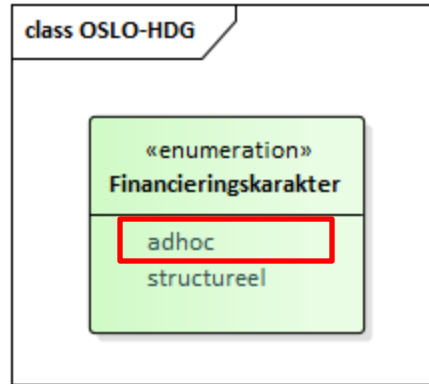 class OSLO-HDG
«enumeration»
Financieringskarakter
adhoc
structureel